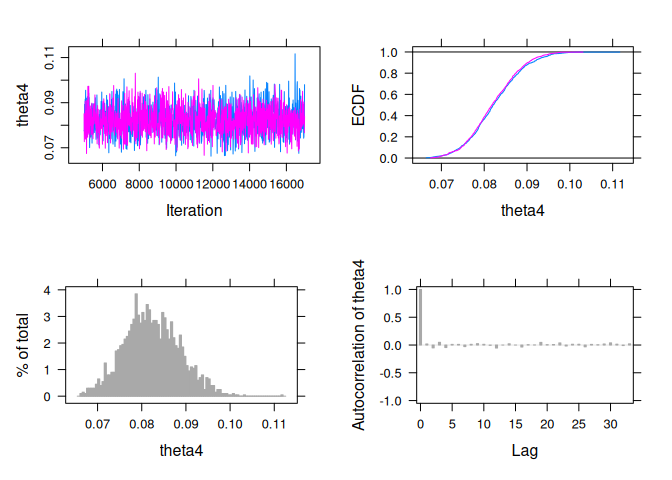 theta4
0.07
0.09
0.11
6000 8000 10000 12000 14000 16000
Iteration
ECDF
1.0
0.8
0.6
0.4
0.2
0.0
0.07 0.08 0.09 0.10 0.11
theta4
% of total
4
3
2
1
0
0.07 0.08 0.09 0.10 0.11
theta4
Autocorrelation of theta4
1.0
0.5
0.0
-0.5
-1.0
0 5 10 15 20 25 30
Lag